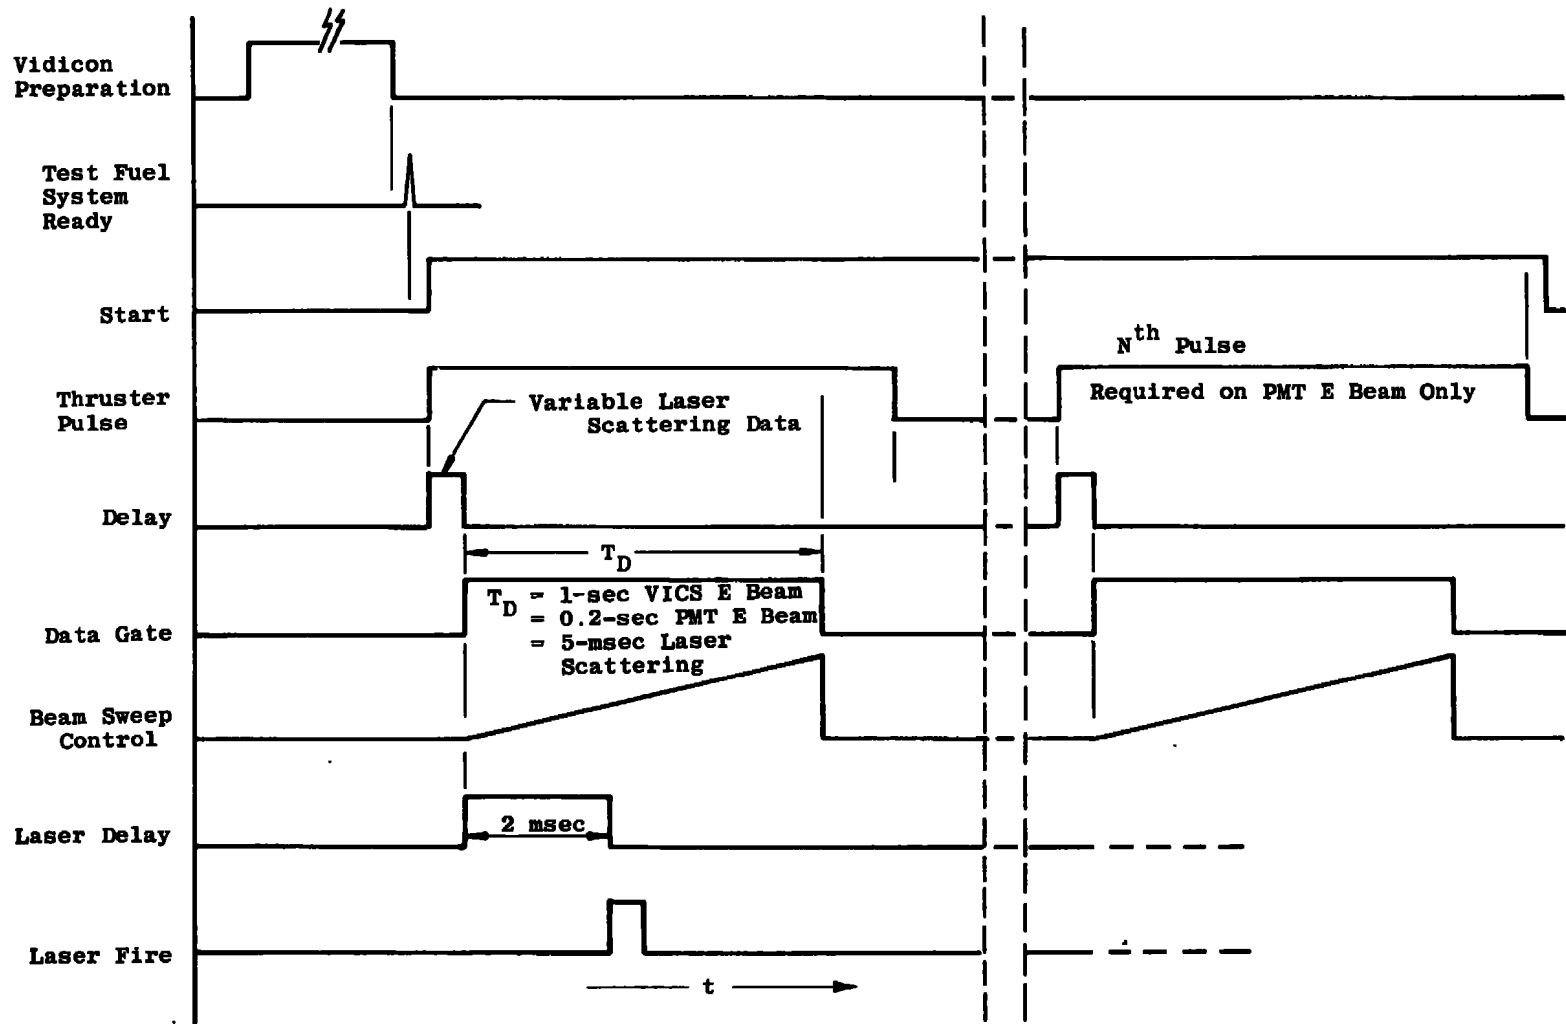 Vidicon
Preparation
Test Fuel
System
Ready
Start
Nth Pulse
Thruster
Pulse
Required on PMT E Beam Only
Variable Laser
Scattering Data
Delay
TD
TD = 1-sec VICS E Beam
= 0.2-sec PMT E Beam
= 5-msec Laser
Scattering
Data Gate
Beam Sweep
Control
Laser Delay
2 msec
Laser Fire
t